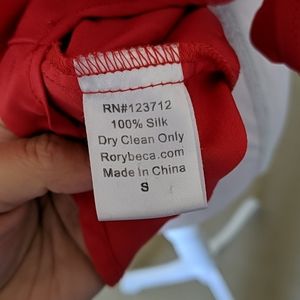 RN#123712
100% Silk
Dry Clean Only
Rorybeca.com
Made In China
S